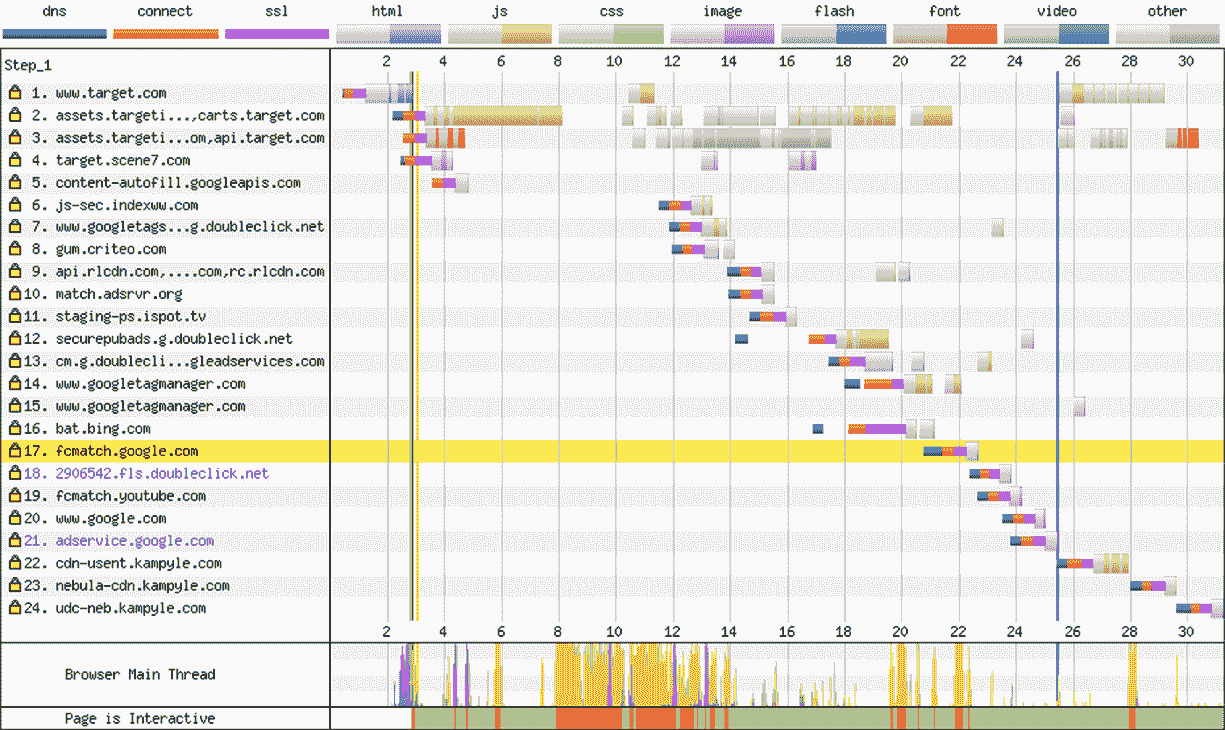 dns connect ssl html js css image flash font video other
Step_1
2 4 6 8 10 12 14 16 18 20 22 24 26 28 30
1. www.target.com
2. assets.targeti...,carts.target.com
3. assets.targeti...om,api.target.com
4. target.scene7.com
5. content-autofill.googleapis.com
6. js-sec.indexww.com
7. www.googletags...g.doubleclick.net
8. gum.criteo.com
9. api.rlcdn.com,....com,rc.rlcdn.com
10. match.adsrvr.org
11. staging-ps.ispot.tv
12. securepubads.g.doubleclick.net
13. cm.g.doublecli...gleadservices.com
14. www.googletagmanager.com
15. www.googletagmanager.com
16. bat.bing.com
17. fcmatch.google.com
18. 2906542.fls.doubleclick.net
19. fcmatch.youtube.com
20. www.google.com
21. adservice.google.com
22. cdn-usent.kampyle.com
23. nebula-cdn.kampyle.com
24. udc-neb.kampyle.com
2 4 6 8 10 12 14 16 18 20 22 24 26 28 30
Browser Main Thread
Page is Interactive